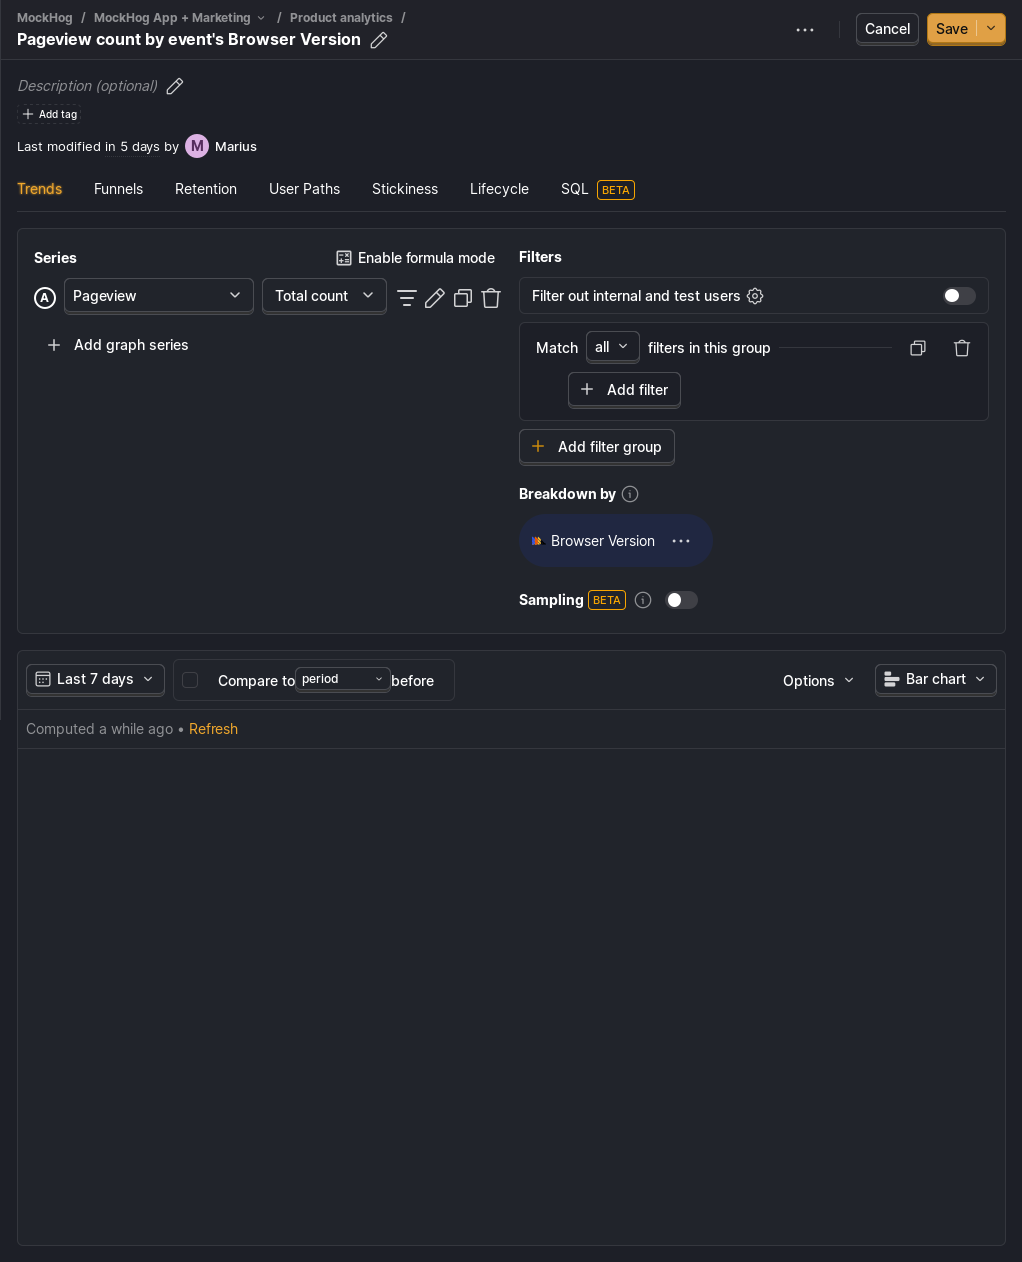 MockHog / MockHog App + Marketing / Product analytics /
Pageview count by event's Browser Version
Cancel
Save
Description (optional)
Add tag
Last modified in 5 days by M Marius
Trends Funnels Retention User Paths Stickiness Lifecycle SQL BETA
Series
Enable formula mode
A Pageview Total count
Add graph series
Filters
Filter out internal and test users
Match all filters in this group
Add filter
Add filter group
Breakdown by
Browser Version
Sampling BETA
Last 7 days
Compare to period before
Options
Bar chart
Computed a while ago • Refresh